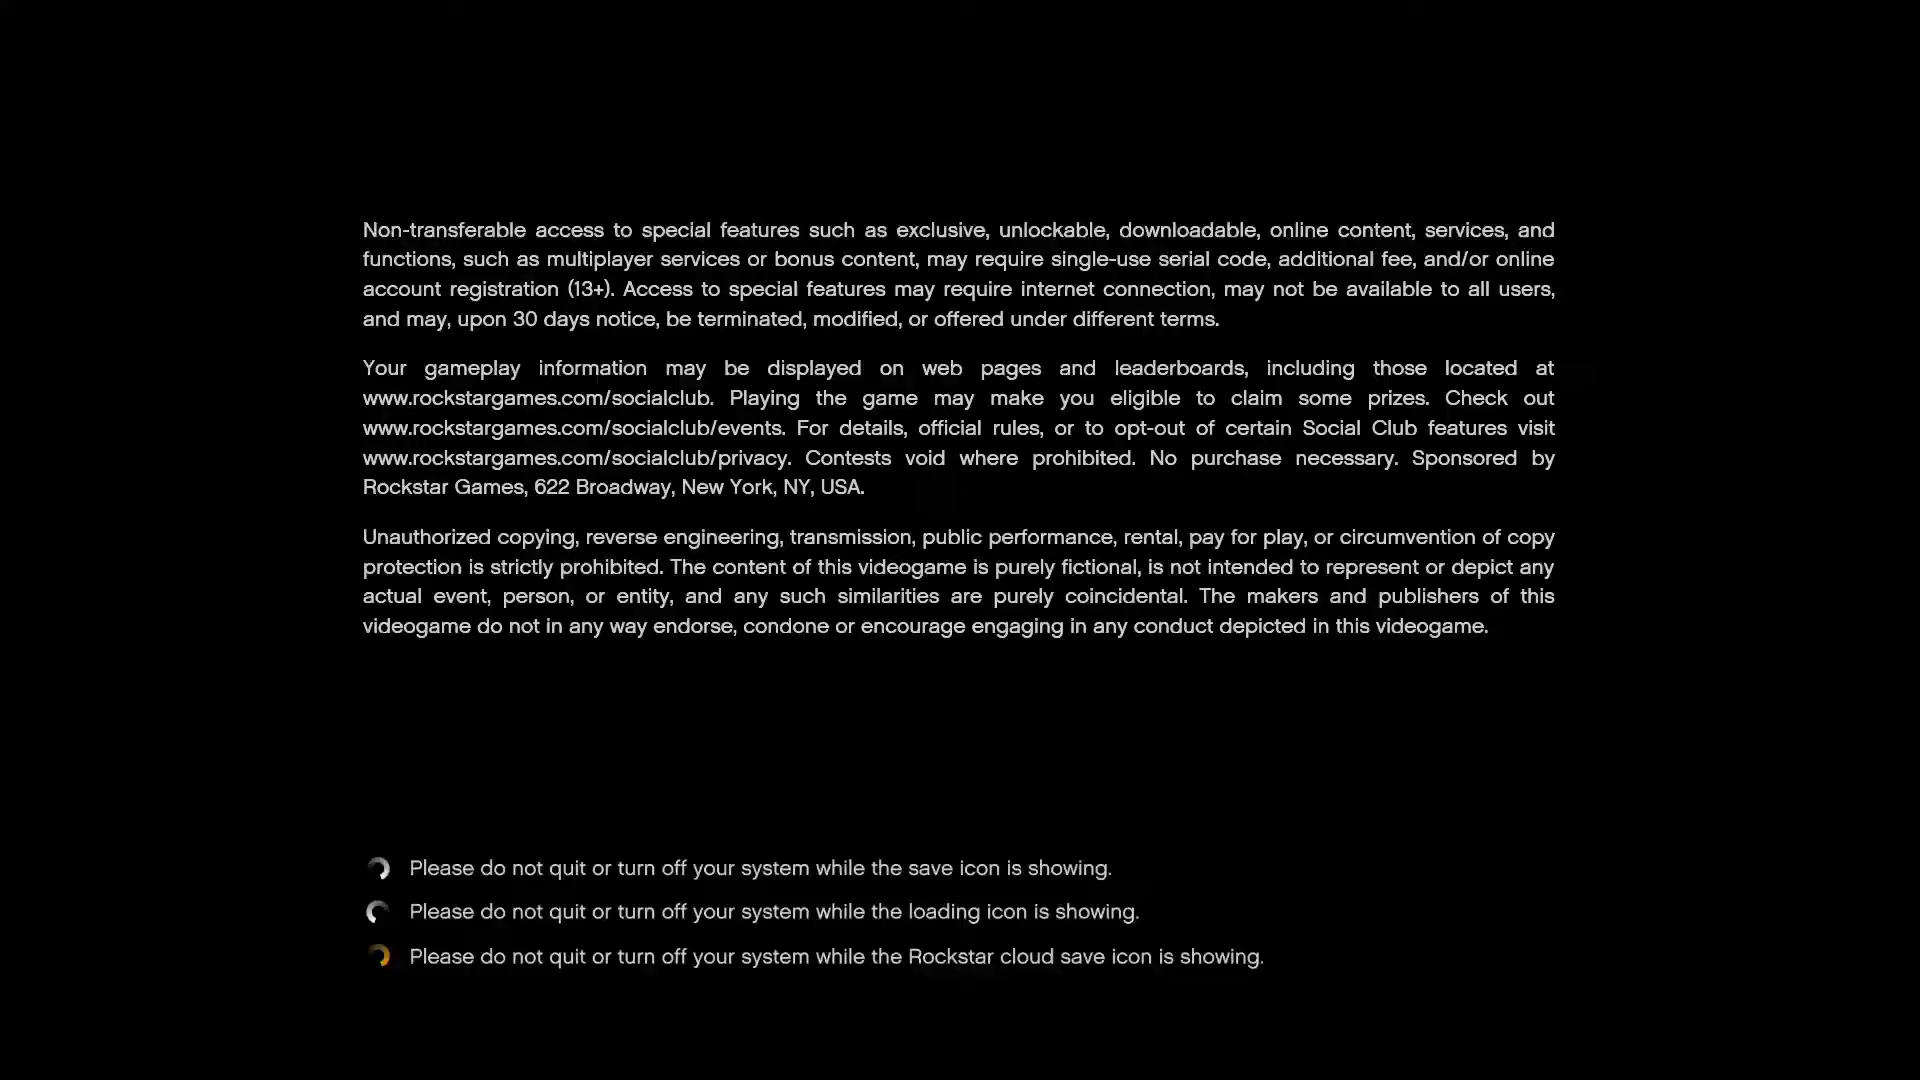 Non-transferable access to special features such as exclusive, unlockable, downloadable, online content, services, and
functions, such as multiplayer services or bonus content, may require single-use serial code, additional fee, and/or online
account registration (13+). Access to special features may require internet connection, may not be available to all users,
and may, upon 30 days notice, be terminated, modified, or offered under different terms.
Your gameplay information may be displayed on web pages and leaderboards, including those located at
www.rockstargames.com/socialclub. Playing the game may make you eligible to claim some prizes. Check out
www.rockstargames.com/socialclub/events. For details, official rules, or to opt-out of certain Social Club features visit
www.rockstargames.com/socialclub/privacy. Contests void where prohibited. No purchase necessary. Sponsored by
Rockstar Games, 622 Broadway, New York, NY, USA.
Unauthorized copying, reverse engineering, transmission, public performance, rental, pay for play, or circumvention of copy
protection is strictly prohibited. The content of this videogame is purely fictional, is not intended to represent or depict any
actual event, person, or entity, and any such similarities are purely coincidental. The makers and publishers of this
videogame do not in any way endorse, condone or encourage engaging in any conduct depicted in this videogame.
Please do not quit or turn off your system while the save icon is showing.
Please do not quit or turn off your system while the loading icon is showing.
Please do not quit or turn off your system while the Rockstar cloud save icon is showing.